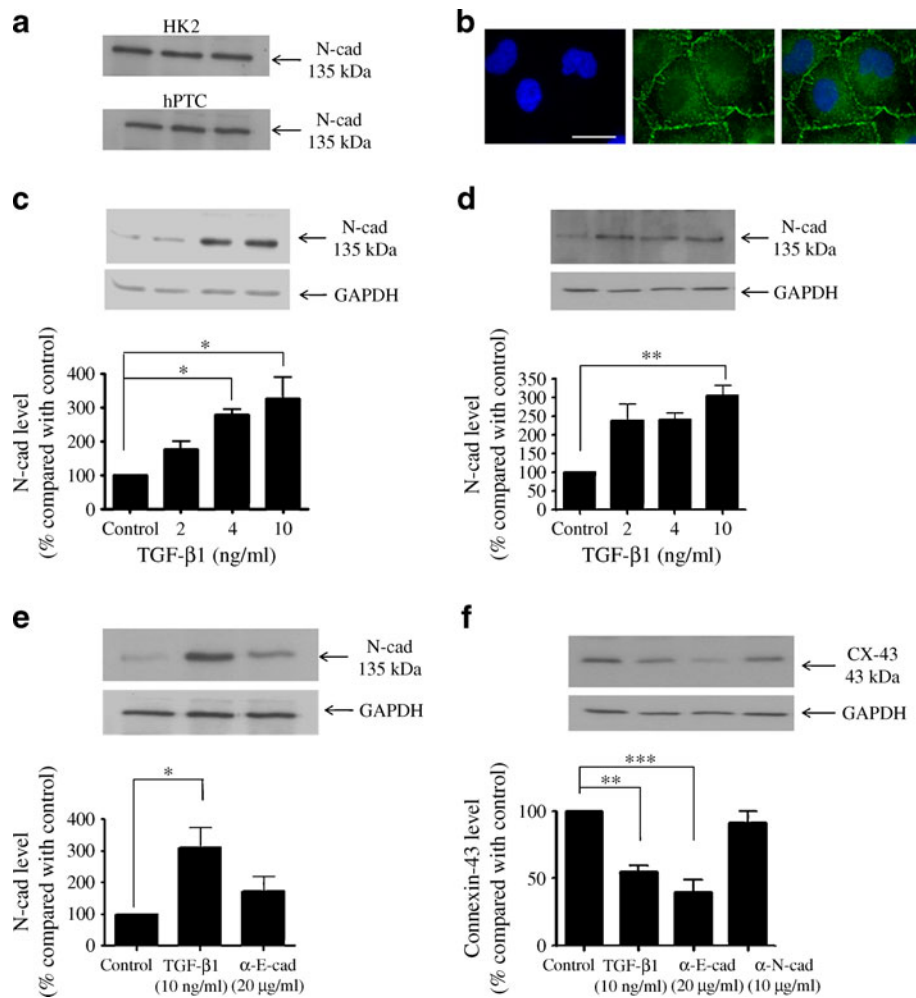 a
HK2
N-cad
135 kDa
hPTC
N-cad
135 kDa
b
c
N-cad
135 kDa
GAPDH
N-cad level
(% compared with control)
400
300
200
100
0
*
*
Control 2 4 10
TGF-β1 (ng/ml)
d
N-cad
135 kDa
GAPDH
N-cad level
(% compared with control)
350
300
250
200
150
100
50
0
**
Control 2 4 10
TGF-β1 (ng/ml)
e
N-cad
135 kDa
GAPDH
N-cad level
(% compared with control)
400
300
200
100
0
*
Control TGF-β1 α-E-cad
(10 ng/ml) (20 µg/ml)
f
CX-43
43 kDa
GAPDH
Connexin-43 level
(% compared with control)
100
50
0
***
**
Control TGF-β1 α-E-cad α-N-cad
(10 ng/ml) (20 µg/ml) (10 µg/ml)